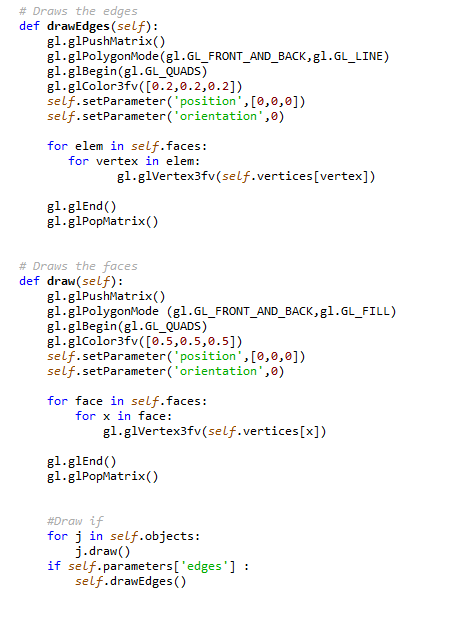 # Draws the edges
def drawEdges(self):
    gl.glPushMatrix()
    gl.glPolygonMode(gl.GL_FRONT_AND_BACK,gl.GL_LINE)
    gl.glBegin(gl.GL_QUADS)
    gl.glColor3fv([0.2,0.2,0.2])
    self.setParameter('position',[0,0,0])
    self.setParameter('orientation',0)

    for elem in self.faces:
       for vertex in elem:
              gl.glVertex3fv(self.vertices[vertex])

    gl.glEnd()
    gl.glPopMatrix()


# Draws the faces
def draw(self):
    gl.glPushMatrix()
    gl.glPolygonMode (gl.GL_FRONT_AND_BACK,gl.GL_FILL)
    gl.glBegin(gl.GL_QUADS)
    gl.glColor3fv([0.5,0.5,0.5])
    self.setParameter('position',[0,0,0])
    self.setParameter('orientation',0)

    for face in self.faces:
        for x in face:
            gl.glVertex3fv(self.vertices[x])

    gl.glEnd()
    gl.glPopMatrix()


    #Draw if
    for j in self.objects:
        j.draw()
    if self.parameters['edges'] :
        self.drawEdges()